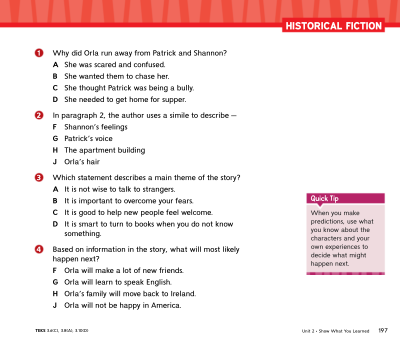 HISTORICAL FICTION
1 Why did Orla run away from Patrick and Shannon?
A She was scared and confused.
B She wanted them to chase her.
C She thought Patrick was being a bully.
D She needed to get home for supper.
2 In paragraph 2, the author uses a simile to describe —
F Shannon's feelings
G Patrick's voice
H The apartment building
J Orla's hair
3 Which statement describes a main theme of the story?
A It is not wise to talk to strangers.
B It is important to overcome your fears.
C It is good to help new people feel welcome.
D It is smart to turn to books when you do not know
something.
4 Based on information in the story, what will most likely
happen next?
F Orla will make a lot of new friends.
G Orla will learn to speak English.
H Orla's family will move back to Ireland.
J Orla will not be happy in America.
Quick Tip
When you make
predictions, use what
you know about the
characters and your
own experiences to
decide what might
happen next.
Unit 2 • Show What You Learned 197